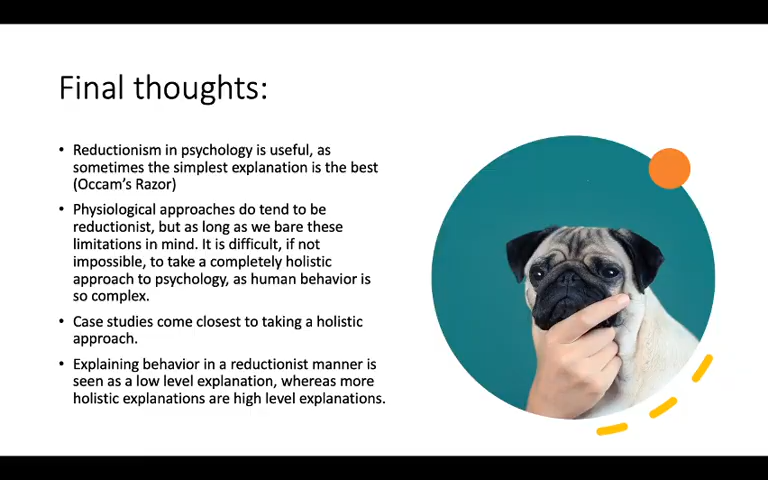 Final thoughts:
• Reductionism in psychology is useful, as
sometimes the simplest explanation is the best
(Occam's Razor)
• Physiological approaches do tend to be
reductionist, but as long as we bare these
limitations in mind. It is difficult, if not
impossible, to take a completely holistic
approach to psychology, as human behavior is
so complex.
• Case studies come closest to taking a holistic
approach.
• Explaining behavior in a reductionist manner is
seen as a low level explanation, whereas more
holistic explanations are high level explanations.